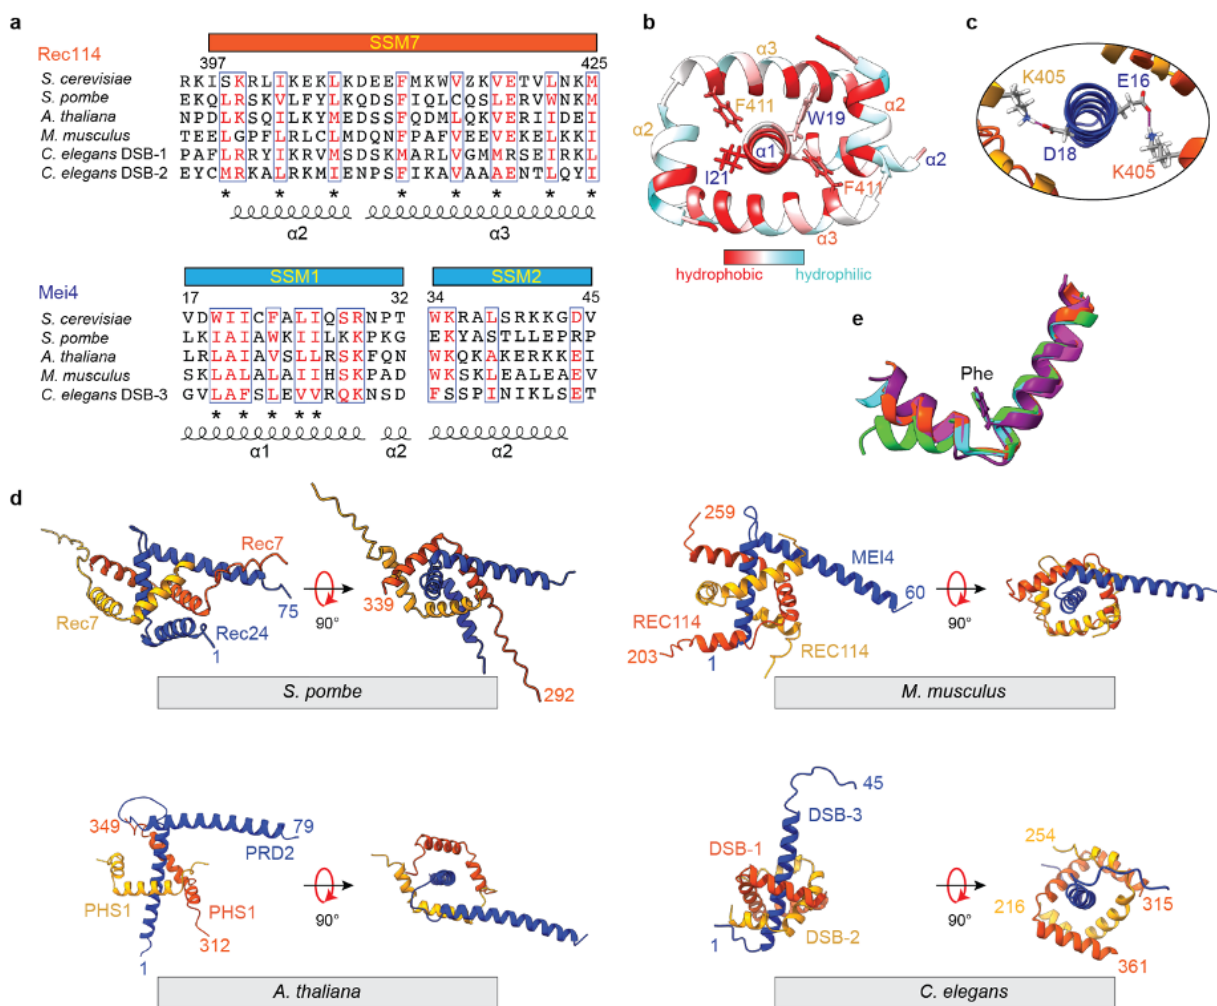 a
SSM7
Rec114
397 425
S. cerevisiae RKISKRLIKEKLKDEEFMKWVZKVETVLNKM
S. pombe EKQLRSKVLFYLKQDSFIQLCQSLERVWNKM
A. thaliana NPDLKSQILKYMEDSSFQDMLQKVERIIDEI
M. musculus TEELGPFLRLCLMDQNFPAFVEEVEKELKKI
C. elegans DSB-1 PAFLRRYIKRVMSDSKMARLVGMMRSEIRKL
C. elegans DSB-2 EYCMRKALRKMIENPSFIKAVAAAENTLQYI
* * * * * * * *
α2 α3
SSM1 SSM2
Mei4
17 32 34 45
S. cerevisiae VDWIICFALIQSRNPT WKRALSRKKGDV
S. pombe LKIAIAWKIILKKPKG EKYASTLLEPRP
A. thaliana LRLAIAVSLLRSKFQN WKQKAKERKKEI
M. musculus SKLALALAIIHSKPAD WKSKLEALEAEV
C. elegans DSB-3 GVLAFSLEVVRQKNSD FSSPINIKLSET
* * * * *
α1 α2 α2
b
α3
F411
W19
α2
α2
α1
α2
I21
F411
α3
hydrophobic hydrophilic
c
K405
E16
D18
K405
e
Phe
d
Rec7
Rec7
75
Rec24
1
90°
339
292
S. pombe
259
MEI4
60
REC114
203
1
REC114
90°
M. musculus
349
79
PRD2
PHS1
PHS1
312
1
90°
A. thaliana
45
DSB-3
DSB-1
DSB-2
1
90°
254
216
315
361
C. elegans